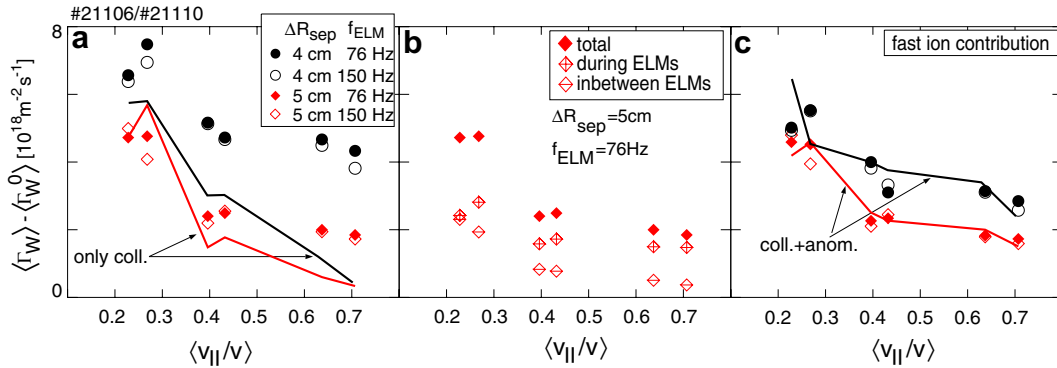 #21106/#21110
a
ΔR_sep f_ELM
4 cm 76 Hz
4 cm 150 Hz
5 cm 76 Hz
5 cm 150 Hz
only coll.
b
total
during ELMs
inbetween ELMs
ΔR_sep=5cm
f_ELM=76Hz
c
fast ion contribution
coll.+anom.
8
4
0
⟨Γ_W⟩ - ⟨Γ_W^0⟩ [10^18 m^-2 s^-1]
0.2 0.3 0.4 0.5 0.6 0.7
0.2 0.3 0.4 0.5 0.6 0.7
0.2 0.3 0.4 0.5 0.6 0.7
⟨v_||/v⟩
⟨v_||/v⟩
⟨v_||/v⟩